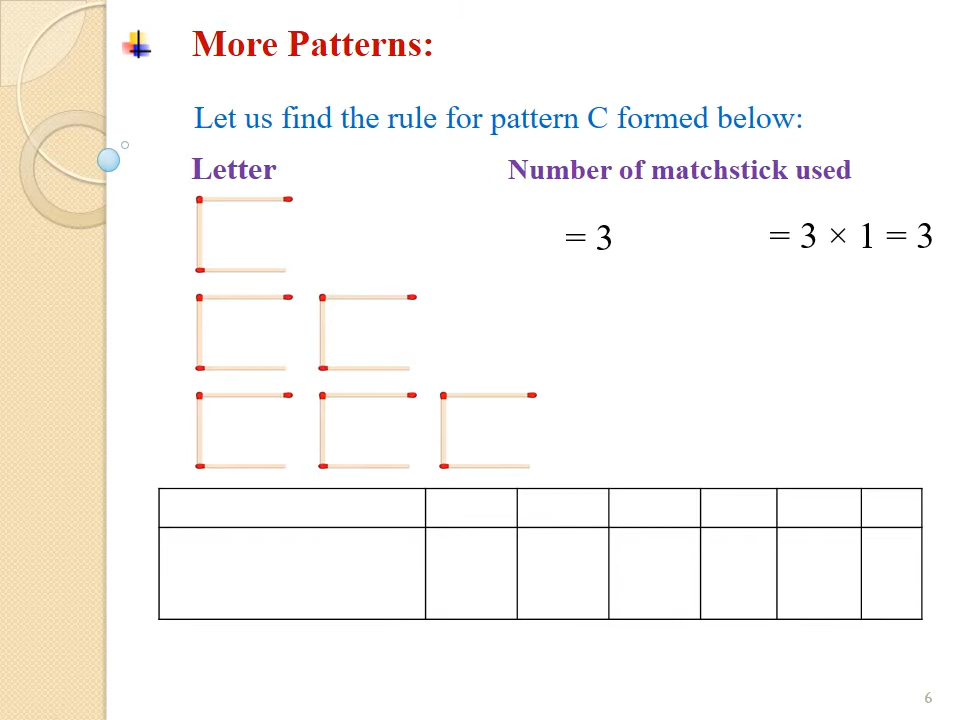 More Patterns:
Let us find the rule for pattern C formed below:
Letter
Number of matchstick used
= 3
= 3 × 1 = 3
6